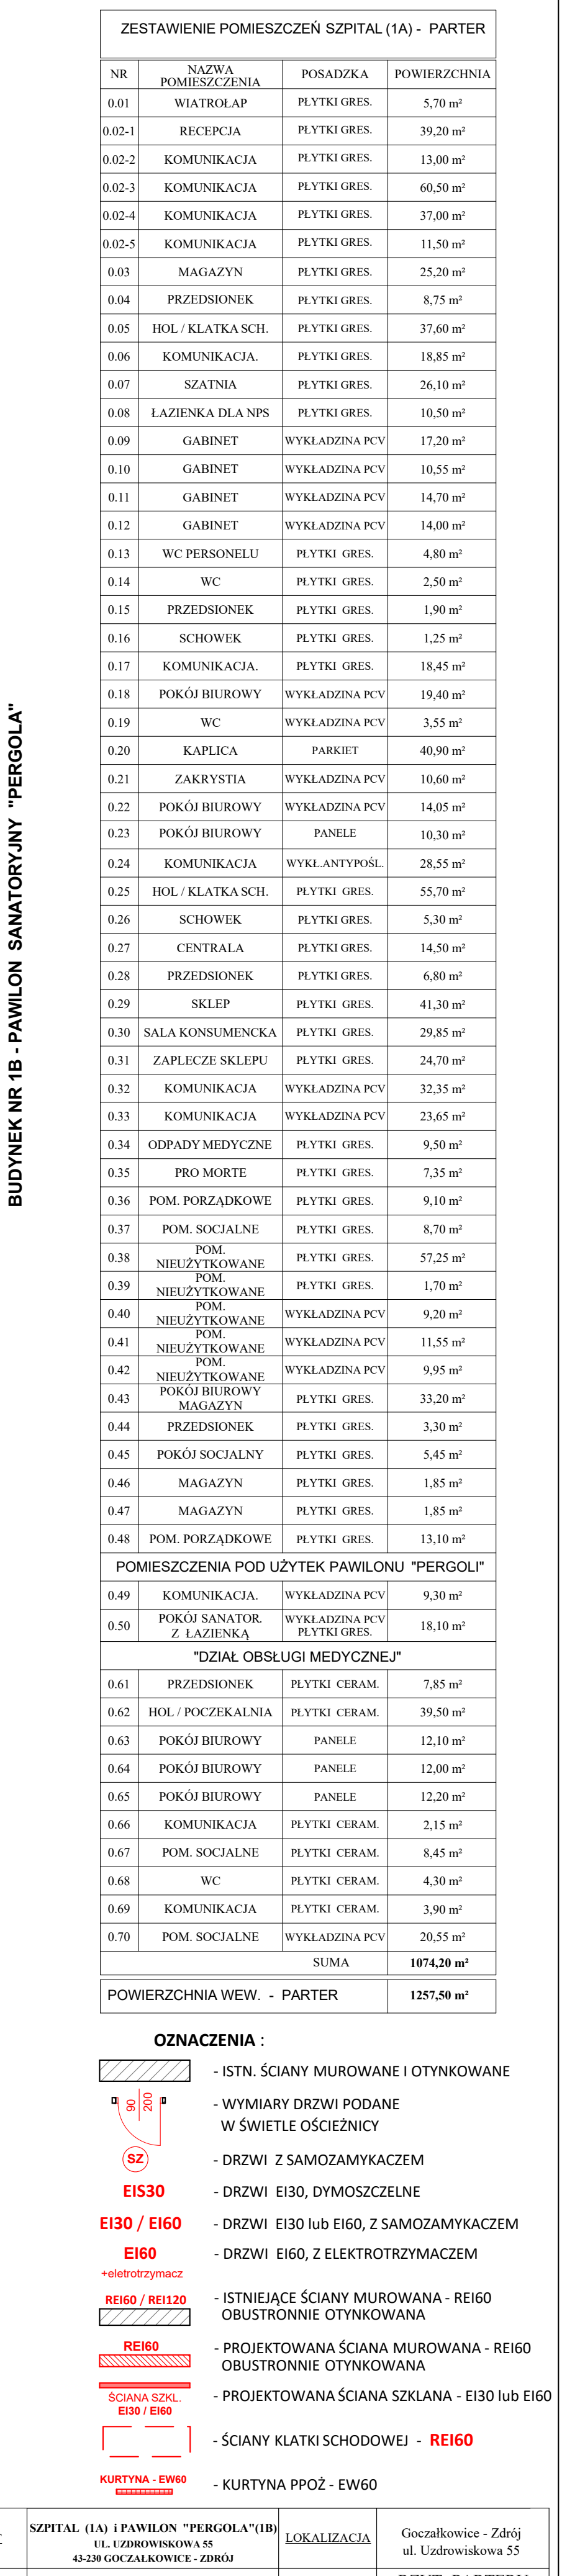 ZESTAWIENIE POMIESZCZEŃ SZPITAL (1A) - PARTER
NR NAZWA POMIESZCZENIA POSADZKA POWIERZCHNIA
0.01 WIATROŁAP PŁYTKI GRES. 5,70 m²
0.02-1 RECEPCJA PŁYTKI GRES. 39,20 m²
0.02-2 KOMUNIKACJA PŁYTKI GRES. 13,00 m²
0.02-3 KOMUNIKACJA PŁYTKI GRES. 60,50 m²
0.02-4 KOMUNIKACJA PŁYTKI GRES. 37,00 m²
0.02-5 KOMUNIKACJA PŁYTKI GRES. 11,50 m²
0.03 MAGAZYN PŁYTKI GRES. 25,20 m²
0.04 PRZEDSIONEK PŁYTKI GRES. 8,75 m²
0.05 HOL / KLATKA SCH. PŁYTKI GRES. 37,60 m²
0.06 KOMUNIKACJA. PŁYTKI GRES. 18,85 m²
0.07 SZATNIA PŁYTKI GRES. 26,10 m²
0.08 ŁAZIENKA DLA NPS PŁYTKI GRES. 10,50 m²
0.09 GABINET WYKŁADZINA PCV 17,20 m²
0.10 GABINET WYKŁADZINA PCV 10,55 m²
0.11 GABINET WYKŁADZINA PCV 14,70 m²
0.12 GABINET WYKŁADZINA PCV 14,00 m²
0.13 WC PERSONELU PŁYTKI GRES. 4,80 m²
0.14 WC PŁYTKI GRES. 2,50 m²
0.15 PRZEDSIONEK PŁYTKI GRES. 1,90 m²
0.16 SCHOWEK PŁYTKI GRES. 1,25 m²
0.17 KOMUNIKACJA. PŁYTKI GRES. 18,45 m²
0.18 POKÓJ BIUROWY WYKŁADZINA PCV 19,40 m²
0.19 WC WYKŁADZINA PCV 3,55 m²
0.20 KAPLICA PARKIET 40,90 m²
0.21 ZAKRYSTIA WYKŁADZINA PCV 10,60 m²
0.22 POKÓJ BIUROWY WYKŁADZINA PCV 14,05 m²
0.23 POKÓJ BIUROWY PANELE 10,30 m²
0.24 KOMUNIKACJA WYKŁ.ANTYPOŚL. 28,55 m²
0.25 HOL / KLATKA SCH. PŁYTKI GRES. 55,70 m²
0.26 SCHOWEK PŁYTKI GRES. 5,30 m²
0.27 CENTRALA PŁYTKI GRES. 14,50 m²
0.28 PRZEDSIONEK PŁYTKI GRES. 6,80 m²
0.29 SKLEP PŁYTKI GRES. 41,30 m²
0.30 SALA KONSUMENCKA PŁYTKI GRES. 29,85 m²
0.31 ZAPLECZE SKLEPU PŁYTKI GRES. 24,70 m²
0.32 KOMUNIKACJA WYKŁADZINA PCV 32,35 m²
0.33 KOMUNIKACJA WYKŁADZINA PCV 23,65 m²
0.34 ODPADY MEDYCZNE PŁYTKI GRES. 9,50 m²
0.35 PRO MORTE PŁYTKI GRES. 7,35 m²
0.36 POM. PORZĄDKOWE PŁYTKI GRES. 9,10 m²
0.37 POM. SOCJALNE PŁYTKI GRES. 8,70 m²
0.38 POM. NIEUŻYTKOWANE PŁYTKI GRES. 57,25 m²
0.39 POM. NIEUŻYTKOWANE PŁYTKI GRES. 1,70 m²
0.40 POM. NIEUŻYTKOWANE WYKŁADZINA PCV 9,20 m²
0.41 POM. NIEUŻYTKOWANE WYKŁADZINA PCV 11,55 m²
0.42 POM. NIEUŻYTKOWANE WYKŁADZINA PCV 9,95 m²
0.43 POKÓJ BIUROWY MAGAZYN PŁYTKI GRES. 33,20 m²
0.44 PRZEDSIONEK PŁYTKI GRES. 3,30 m²
0.45 POKÓJ SOCJALNY PŁYTKI GRES. 5,45 m²
0.46 MAGAZYN PŁYTKI GRES. 1,85 m²
0.47 MAGAZYN PŁYTKI GRES. 1,85 m²
0.48 POM. PORZĄDKOWE PŁYTKI GRES. 13,10 m²
POMIESZCZENIA POD UŻYTEK PAWILONU "PERGOLI"
0.49 KOMUNIKACJA. WYKŁADZINA PCV 9,30 m²
0.50 POKÓJ SANATOR. Z ŁAZIENKĄ WYKŁADZINA PCV PŁYTKI GRES. 18,10 m²
"DZIAŁ OBSŁUGI MEDYCZNEJ"
0.61 PRZEDSIONEK PŁYTKI CERAM. 7,85 m²
0.62 HOL / POCZEKALNIA PŁYTKI CERAM. 39,50 m²
0.63 POKÓJ BIUROWY PANELE 12,10 m²
0.64 POKÓJ BIUROWY PANELE 12,00 m²
0.65 POKÓJ BIUROWY PANELE 12,20 m²
0.66 KOMUNIKACJA PŁYTKI CERAM. 2,15 m²
0.67 POM. SOCJALNE PŁYTKI CERAM. 8,45 m²
0.68 WC PŁYTKI CERAM. 4,30 m²
0.69 KOMUNIKACJA PŁYTKI CERAM. 3,90 m²
0.70 POM. SOCJALNE WYKŁADZINA PCV 20,55 m²
SUMA 1074,20 m²
POWIERZCHNIA WEW. - PARTER 1257,50 m²
BUDYNEK NR 1B - PAWILON SANATORYJNY "PERGOLA"
OZNACZENIA :
- ISTN. ŚCIANY MUROWANE I OTYNKOWANE
90 200 - WYMIARY DRZWI PODANE
W ŚWIETLE OŚCIEŻNICY
SZ - DRZWI Z SAMOZAMYKACZEM
EIS30 - DRZWI EI30, DYMOSZCZELNE
EI30 / EI60 - DRZWI EI30 lub EI60, Z SAMOZAMYKACZEM
EI60 - DRZWI EI60, Z ELEKTROTRZYMACZEM
+eletrotrzymacz
REI60 / REI120 - ISTNIEJĄCE ŚCIANY MUROWANA - REI60
OBUSTRONNIE OTYNKOWANA
REI60 - PROJEKTOWANA ŚCIANA MUROWANA - REI60
OBUSTRONNIE OTYNKOWANA
ŚCIANA SZKL. - PROJEKTOWANA ŚCIANA SZKLANA - EI30 lub EI60
EI30 / EI60
- ŚCIANY KLATKI SCHODOWEJ - REI60
KURTYNA - EW60 - KURTYNA PPOŻ - EW60
SZPITAL (1A) i PAWILON "PERGOLA"(1B)
UL. UZDROWISKOWA 55
43-230 GOCZAŁKOWICE - ZDRÓJ
LOKALIZACJA
Goczałkowice - Zdrój
ul. Uzdrowiskowa 55